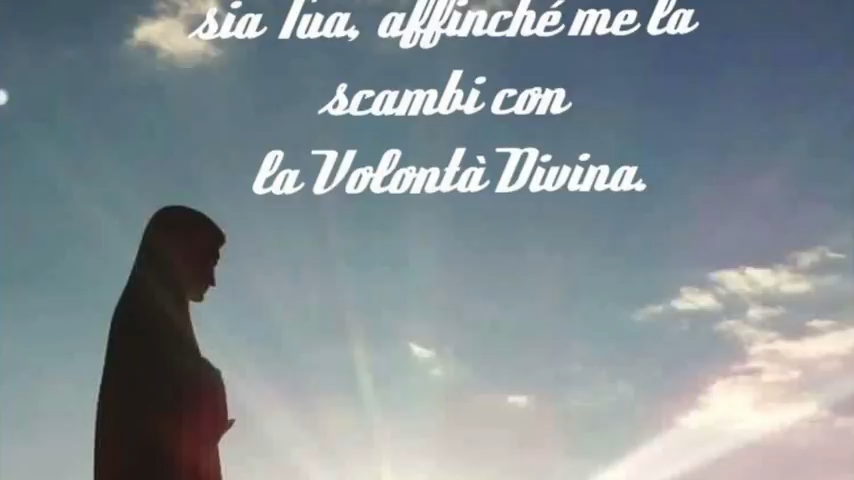 sia Tua, affinché me la
scambi con
la Volontà Divina.